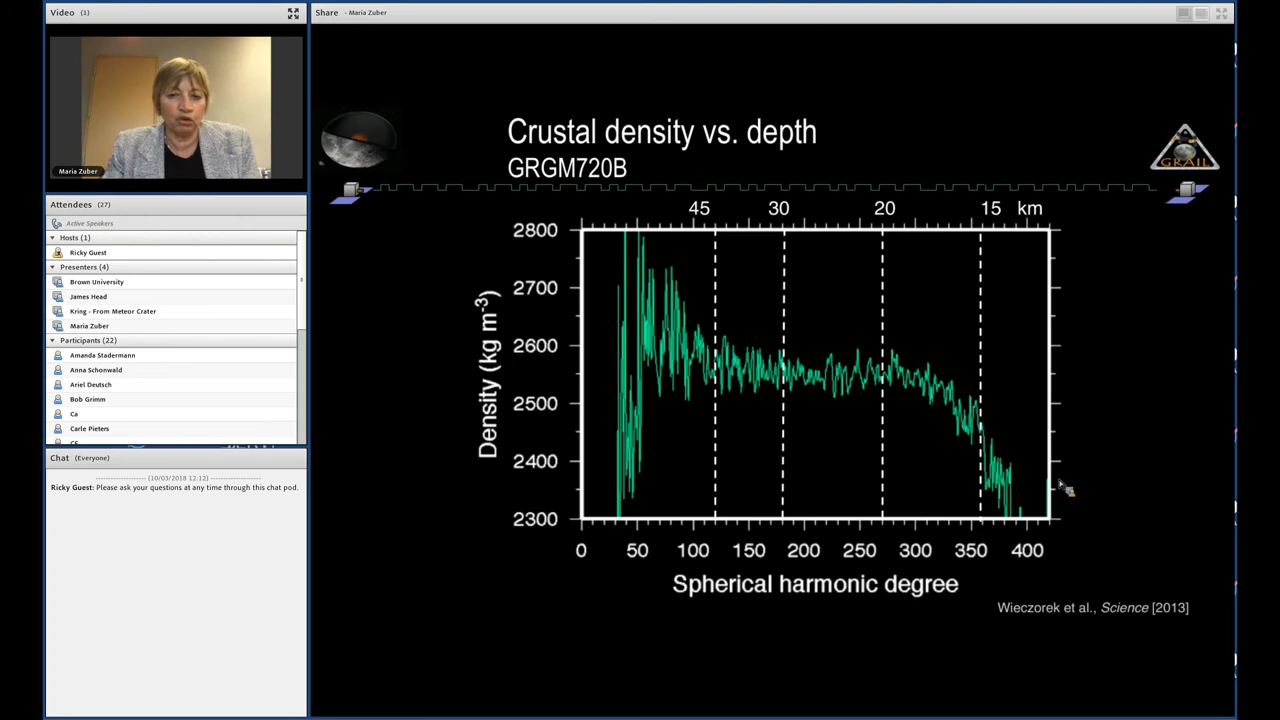 Video (1)
Maria Zuber
Attendees (27)
Active Speakers
Hosts (1)
Ricky Guest
Presenters (4)
Brown University
James Head
Kring - From Meteor Crater
Maria Zuber
Participants (22)
Amanda Stadermann
Anna Schonwald
Ariel Deutsch
Bob Grimm
Ca
Carle Pieters
Chat (Everyone)
(10/03/2018 12:12)
Ricky Guest: Please ask your questions at any time through this chat pod.
Share - Maria Zuber
Crustal density vs. depth
GRGM720B
GRAIL
45 30 20 15 km
2800
2700
2600
2500
2400
2300
Density (kg m-3)
0 50 100 150 200 250 300 350 400
Spherical harmonic degree
Wieczorek et al., Science [2013]